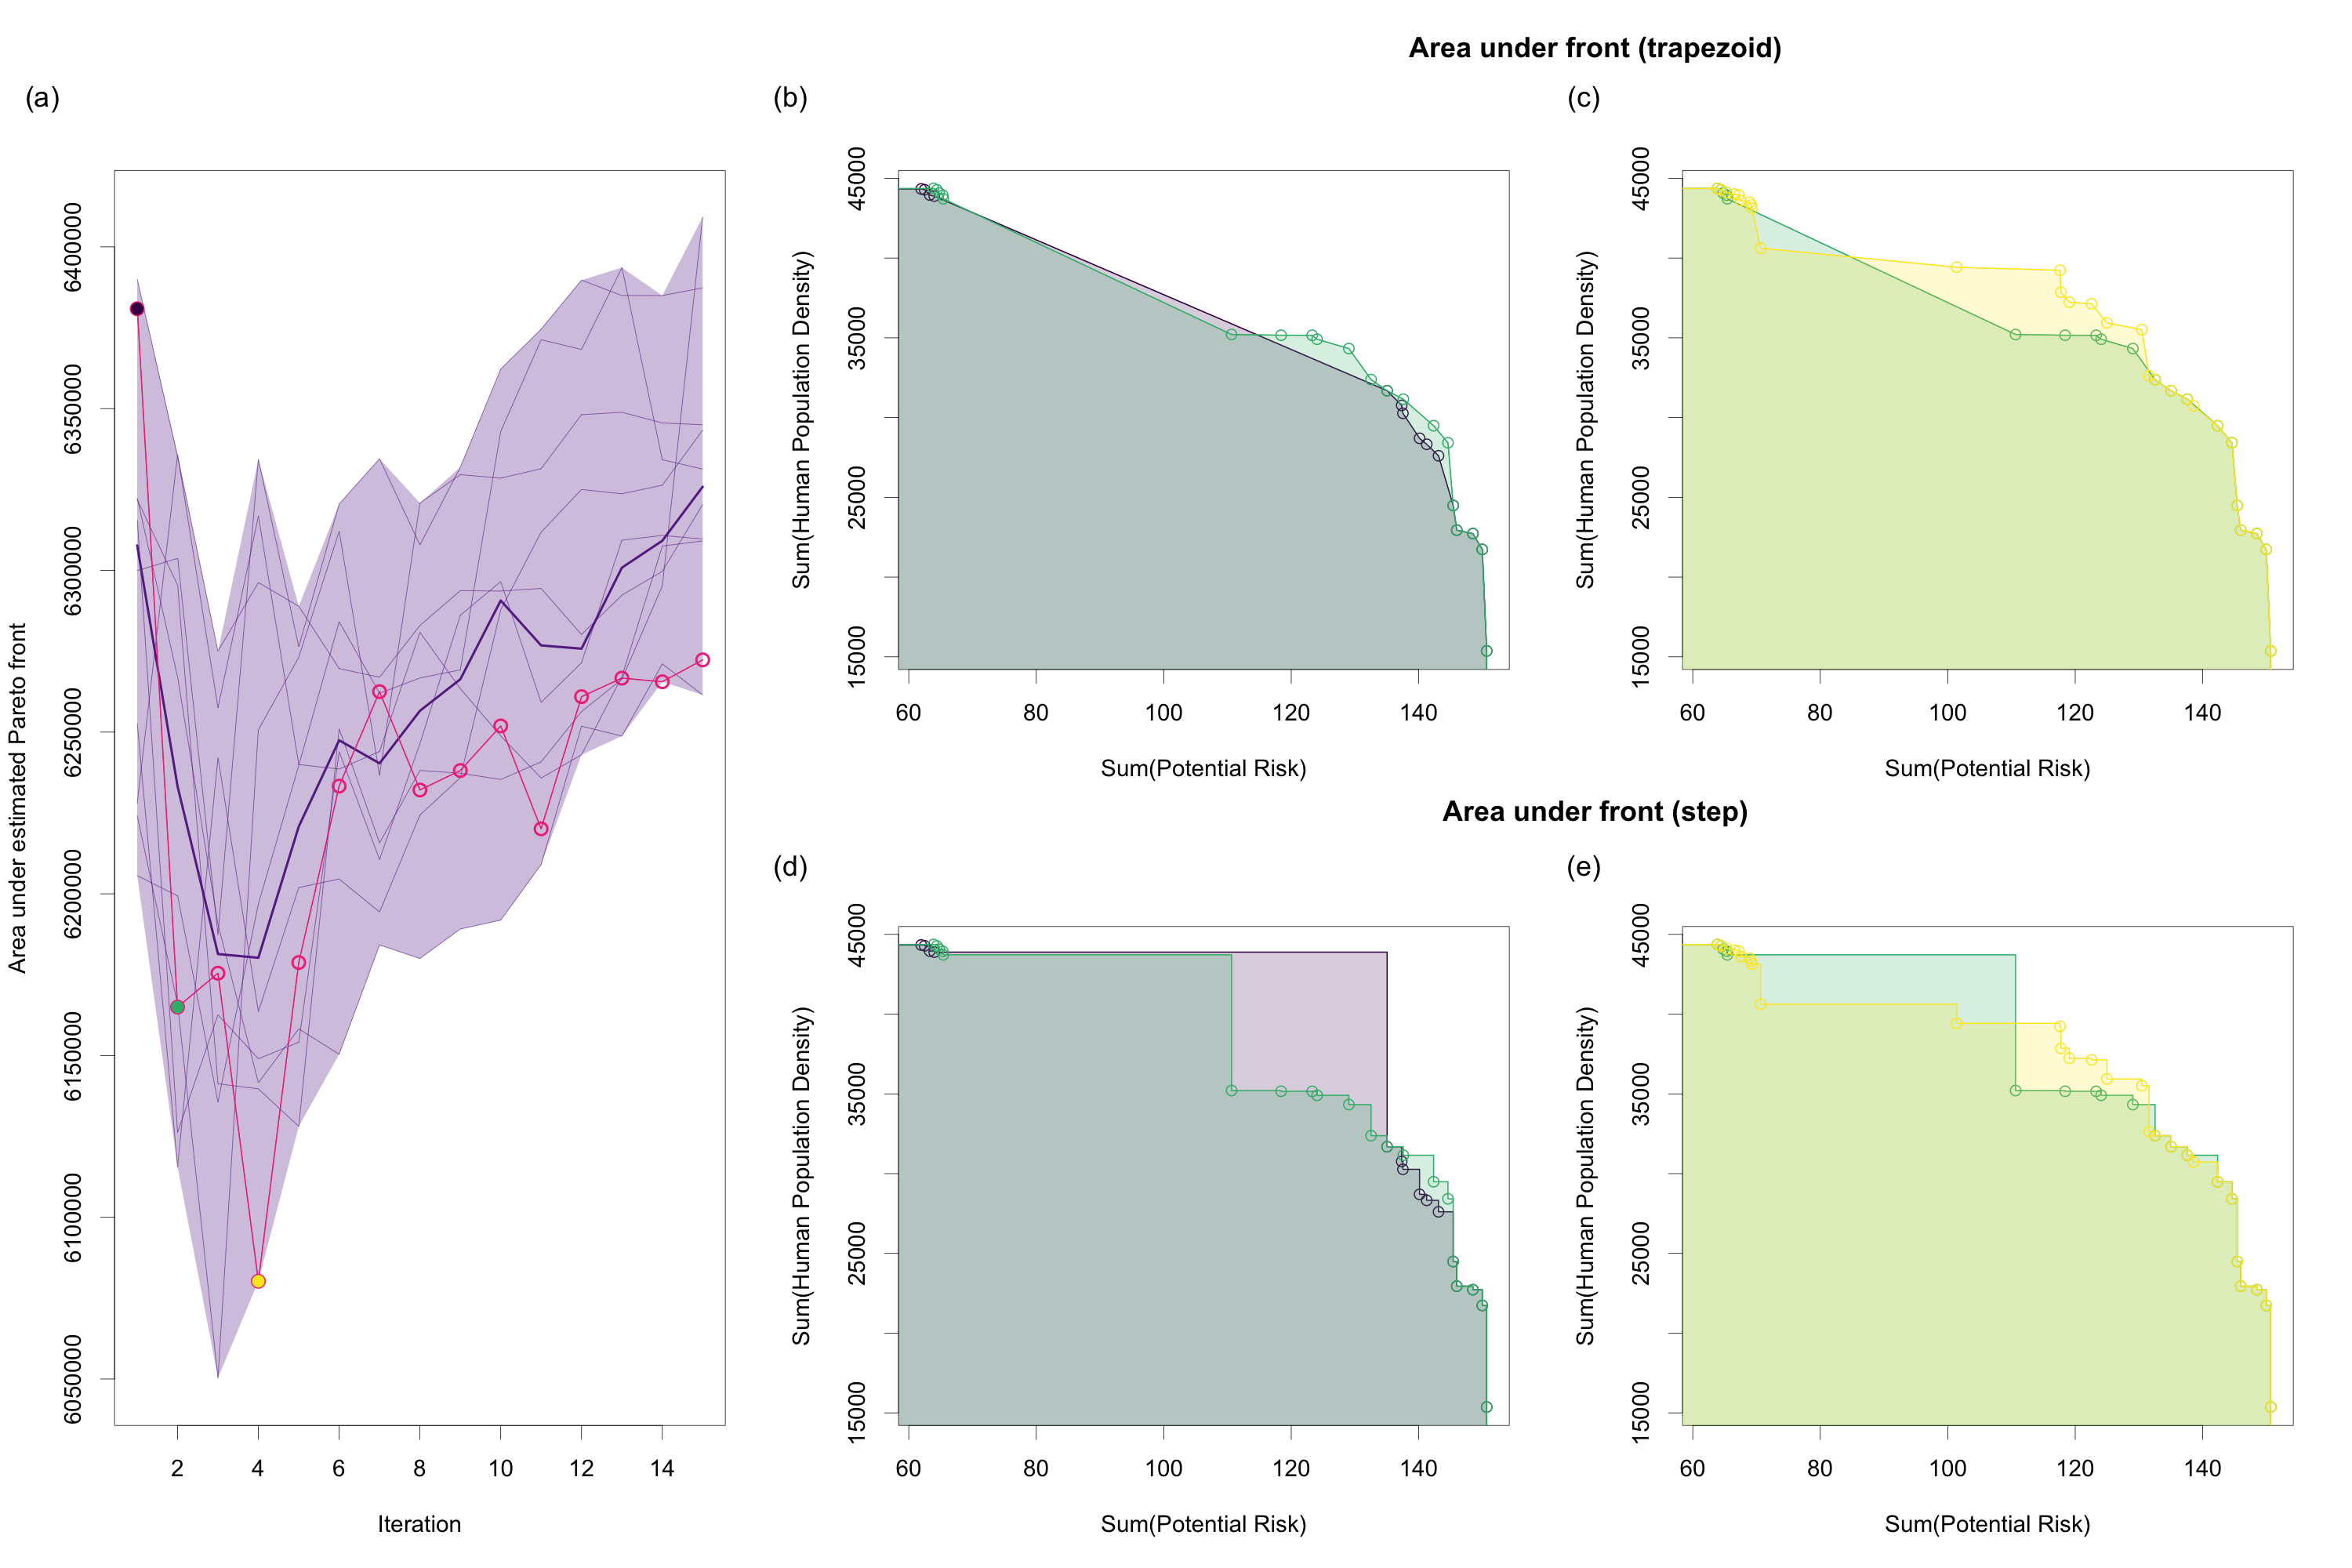 Area under front (trapezoid)
(a)
(b)
(c)
Area under estimated Pareto front
6400000
6350000
6300000
6250000
6200000
6150000
6100000
6050000
2 4 6 8 10 12 14
Iteration
Sum(Human Population Density)
45000
35000
25000
15000
60 80 100 120 140
Sum(Potential Risk)
Sum(Human Population Density)
45000
35000
25000
15000
60 80 100 120 140
Sum(Potential Risk)
Area under front (step)
(d)
(e)
Sum(Human Population Density)
45000
35000
25000
15000
60 80 100 120 140
Sum(Potential Risk)
Sum(Human Population Density)
45000
35000
25000
15000
60 80 100 120 140
Sum(Potential Risk)